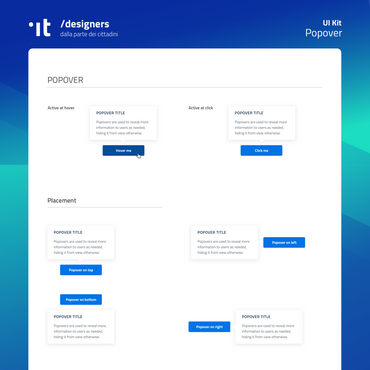 ·it /designers
dalla parte dei cittadini
UI Kit
Popover
POPOVER
Active at hover
POPOVER TITLE
Popovers are used to reveal more
information to users as needed,
hiding it from view otherwise.
Hover me
Active at click
POPOVER TITLE
Popovers are used to reveal more
information to users as needed,
hiding it from view otherwise.
Click me
Placement
POPOVER TITLE
Popovers are used to reveal more
information to users as needed,
hiding it from view otherwise.
Popover on top
POPOVER TITLE
Popovers are used to reveal more
information to users as needed,
hiding it from view otherwise.
Popover on left
Popover on bottom
POPOVER TITLE
Popovers are used to reveal more
information to users as needed,
hiding it from view otherwise.
Popover on right
POPOVER TITLE
Popovers are used to reveal more
information to users as needed,
hiding it from view otherwise.